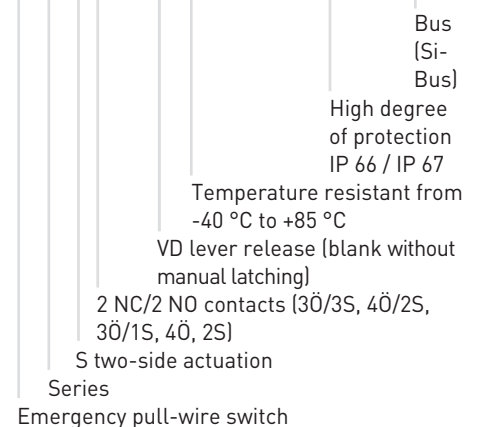 Bus
(Si-
Bus)
High degree
of protection
IP 66 / IP 67
Temperature resistant from
-40 °C to +85 °C
VD lever release (blank without
manual latching)
2 NC/2 NO contacts (3Ö/3S, 4Ö/2S,
3Ö/1S, 4Ö, 2S)
S two-side actuation
Series
Emergency pull-wire switch